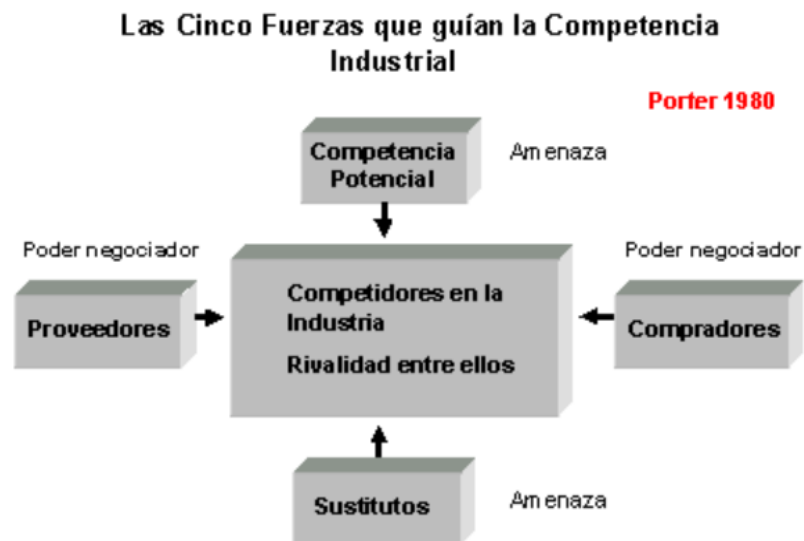 Las Cinco Fuerzas que guían la Competencia
Industrial
Porter 1980
Competencia
Potencial
Amenaza
Poder negociador
Poder negociador
Proveedores
Competidores en la
Industria
Rivalidad entre ellos
Compradores
Sustitutos
Amenaza